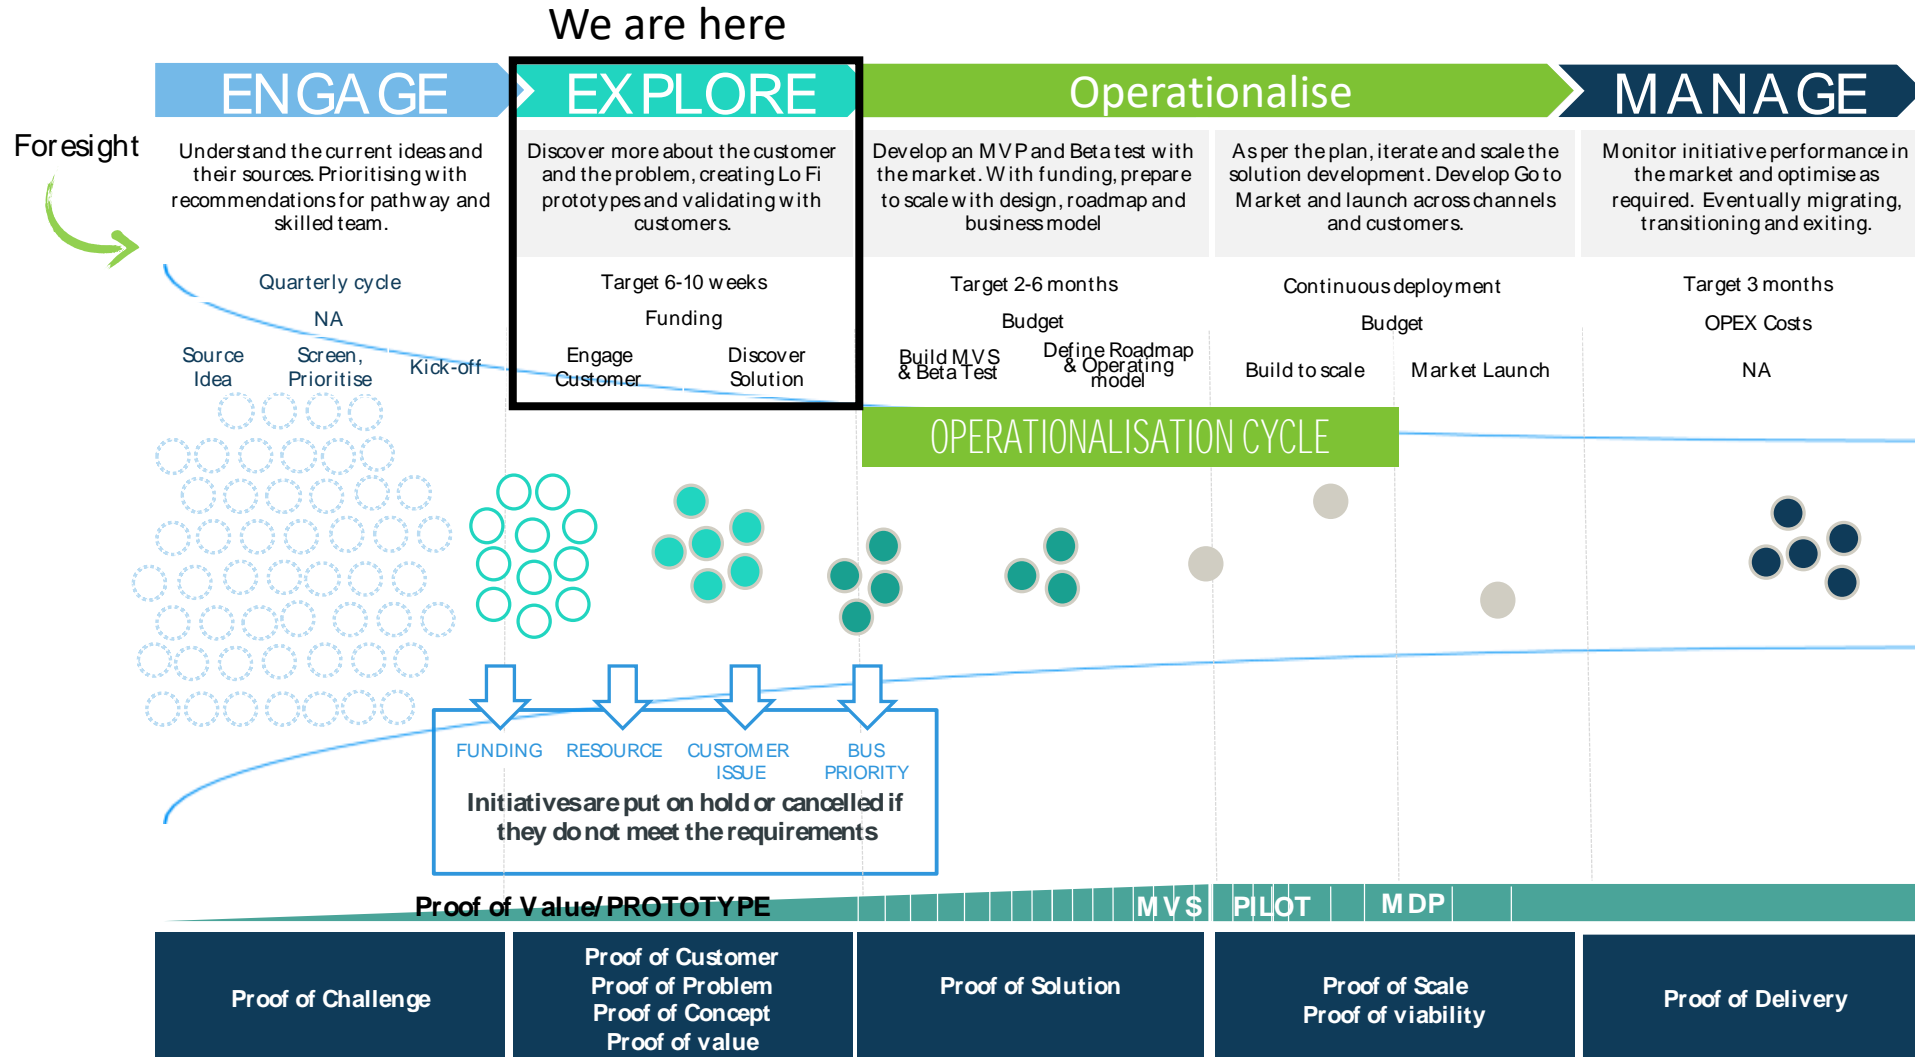 We are here
ENGAGE
EXPLORE
Operationalise
MANAGE
Foresight
Understand the current ideas and
their sources. Prioritising with
recommendations for pathway and
skilled team.
Discover more about the customer
and the problem, creating Lo Fi
prototypes and validating with
customers.
Develop an MVP and Beta test with
the market. With funding, prepare
to scale with design, roadmap and
business model
As per the plan, iterate and scale the
solution development. Develop Go to
Market and launch across channels
and customers.
Monitor initiative performance in
the market and optimise as
required. Eventually migrating,
transitioning and exiting.
Quarterly cycle
Target 6-10 weeks
Target 2-6 months
Continuous deployment
Target 3 months
NA
Funding
Budget
Budget
OPEX Costs
Source
Idea
Screen,
Prioritise
Kick-off
Engage
Customer
Discover
Solution
Build MVS
& Beta Test
Define Roadmap
& Operating
model
Build to scale
Market Launch
NA
OPERATIONALISATION CYCLE
FUNDING
RESOURCE
CUSTOMER
ISSUE
BUS
PRIORITY
Initiatives are put on hold or cancelled if
they do not meet the requirements
Proof of Value/ PROTOTYPE
MVS
PILOT
MDP
Proof of Challenge
Proof of Customer
Proof of Problem
Proof of Concept
Proof of value
Proof of Solution
Proof of Scale
Proof of viability
Proof of Delivery